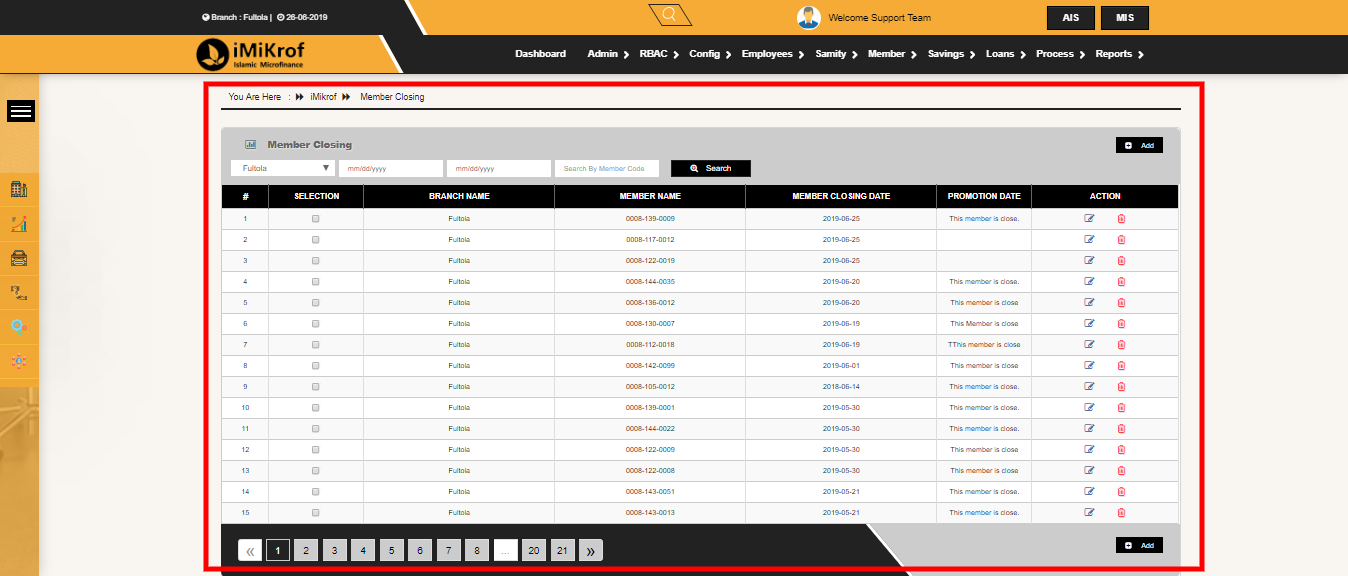 Branch : Fultola | 26-06-2019
Welcome Support Team
AIS MIS
iMiKrof
Islamic Microfinance
Dashboard Admin RBAC Config Employees Samity Member Savings Loans Process Reports
You Are Here : iMikrof Member Closing
Member Closing Add
Fultola mm/dd/yyyy mm/dd/yyyy Search By Member Code Search
# SELECTION BRANCH NAME MEMBER NAME MEMBER CLOSING DATE PROMOTION DATE ACTION
1 Fultola 0008-139-0009 2019-06-25 This member is close.
2 Fultola 0008-117-0012 2019-06-25
3 Fultola 0008-122-0019 2019-06-25
4 Fultola 0008-144-0035 2019-06-20 This member is close.
5 Fultola 0008-136-0012 2019-06-20 This member is close
6 Fultola 0008-130-0007 2019-06-19 This Member is close
7 Fultola 0008-112-0018 2019-06-19 TThis member is close
8 Fultola 0008-142-0099 2019-06-01 This member is close
9 Fultola 0008-105-0012 2018-06-14 This member is close.
10 Fultola 0008-139-0001 2019-05-30 This member is close.
11 Fultola 0008-144-0022 2019-05-30 This member is close.
12 Fultola 0008-122-0009 2019-05-30 This member is close
13 Fultola 0008-122-0008 2019-05-30 This member is close
14 Fultola 0008-143-0051 2019-05-21 This member is close.
15 Fultola 0008-143-0013 2019-05-21 This member is close.
« 1 2 3 4 5 6 7 8 ... 20 21 » Add